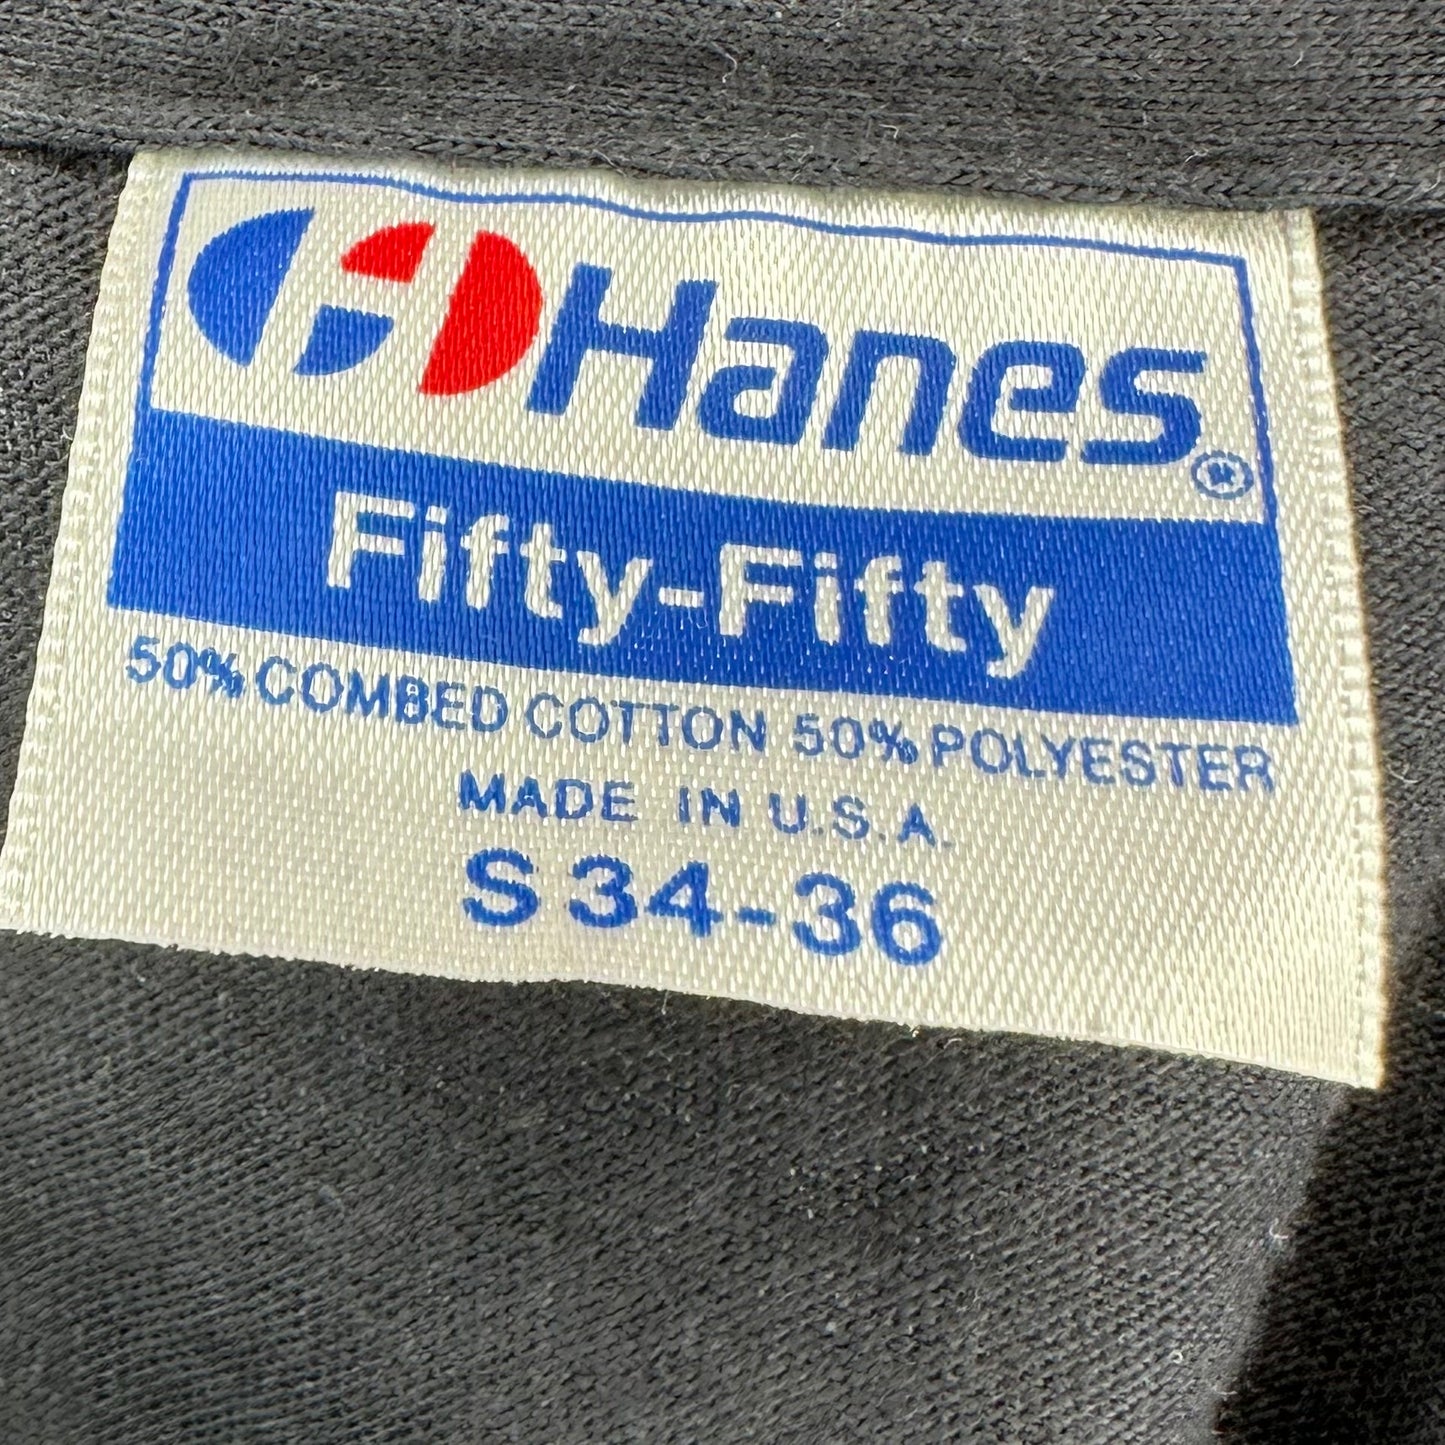 Hanes®
Fifty-Fifty
50% COMBED COTTON 50% POLYESTER
MADE IN U.S.A.
S 34-36